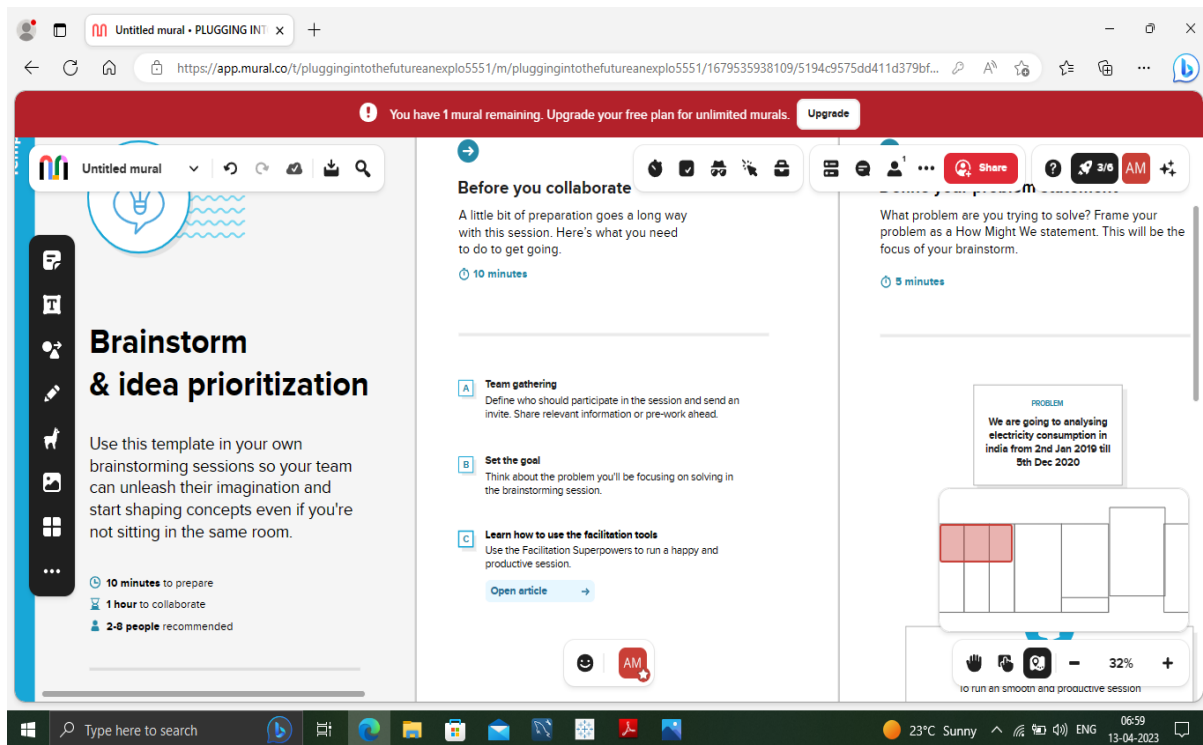 Untitled mural • PLUGGING INT
https://app.mural.co/t/pluggingintothefutureanexplo5551/m/pluggingintothefutureanexplo5551/1679535938109/5194c9575dd411d379bf...
You have 1 mural remaining. Upgrade your free plan for unlimited murals.
Upgrade
Untitled mural
1
Share
3/6
AM
Brainstorm
& idea prioritization
Use this template in your own
brainstorming sessions so your team
can unleash their imagination and
start shaping concepts even if you're
not sitting in the same room.
10 minutes to prepare
1 hour to collaborate
2-8 people recommended
Before you collaborate
A little bit of preparation goes a long way
with this session. Here's what you need
to do to get going.
10 minutes
A
Team gathering
Define who should participate in the session and send an
invite. Share relevant information or pre-work ahead.
B
Set the goal
Think about the problem you'll be focusing on solving in
the brainstorming session.
C
Learn how to use the facilitation tools
Use the Facilitation Superpowers to run a happy and
productive session.
Open article
AM
Define your problem statement
What problem are you trying to solve? Frame your
problem as a How Might We statement. This will be the
focus of your brainstorm.
5 minutes
PROBLEM
We are going to analysing
electricity consumption in
india from 2nd Jan 2019 till
5th Dec 2020
32%
To run an smooth and productive session
Type here to search
23°C Sunny
ENG
06:59
13-04-2023